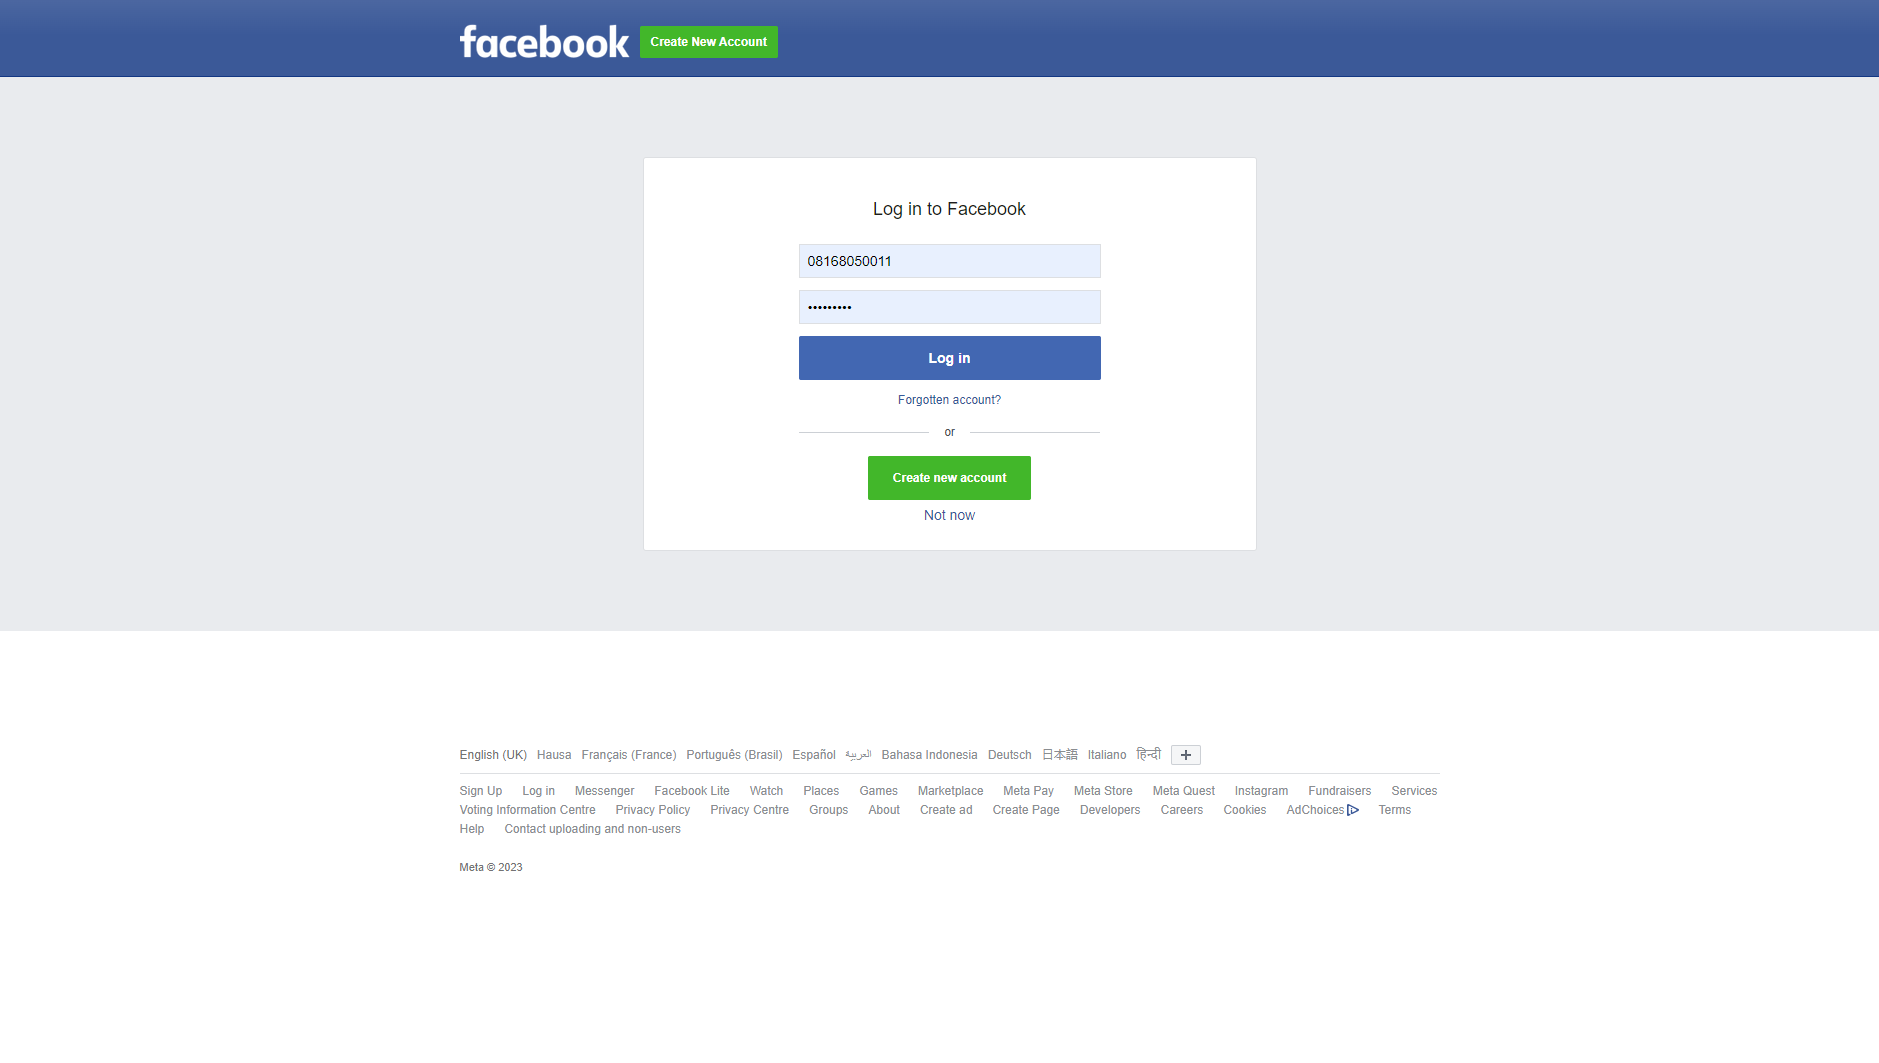 facebook Create New Account
Log in to Facebook
08168050011
•••••••••
Log in
Forgotten account?
or
Create new account
Not now
English (UK) Hausa Français (France) Português (Brasil) Español العربية Bahasa Indonesia Deutsch 日本語 Italiano हिन्दी +
Sign Up Log in Messenger Facebook Lite Watch Places Games Marketplace Meta Pay Meta Store Meta Quest Instagram Fundraisers Services
Voting Information Centre Privacy Policy Privacy Centre Groups About Create ad Create Page Developers Careers Cookies AdChoices Terms
Help Contact uploading and non-users
Meta © 2023